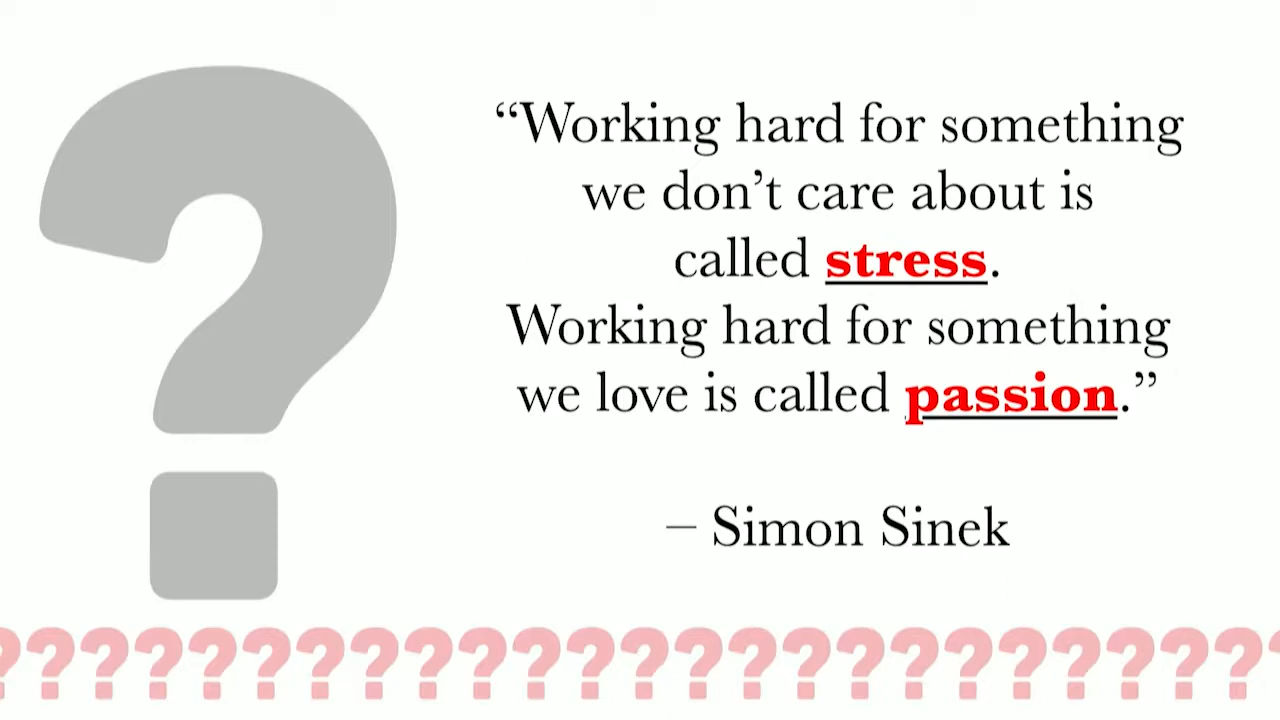 “Working hard for something
we don’t care about is
called stress.
Working hard for something
we love is called passion.”
– Simon Sinek
?
????????????????????????